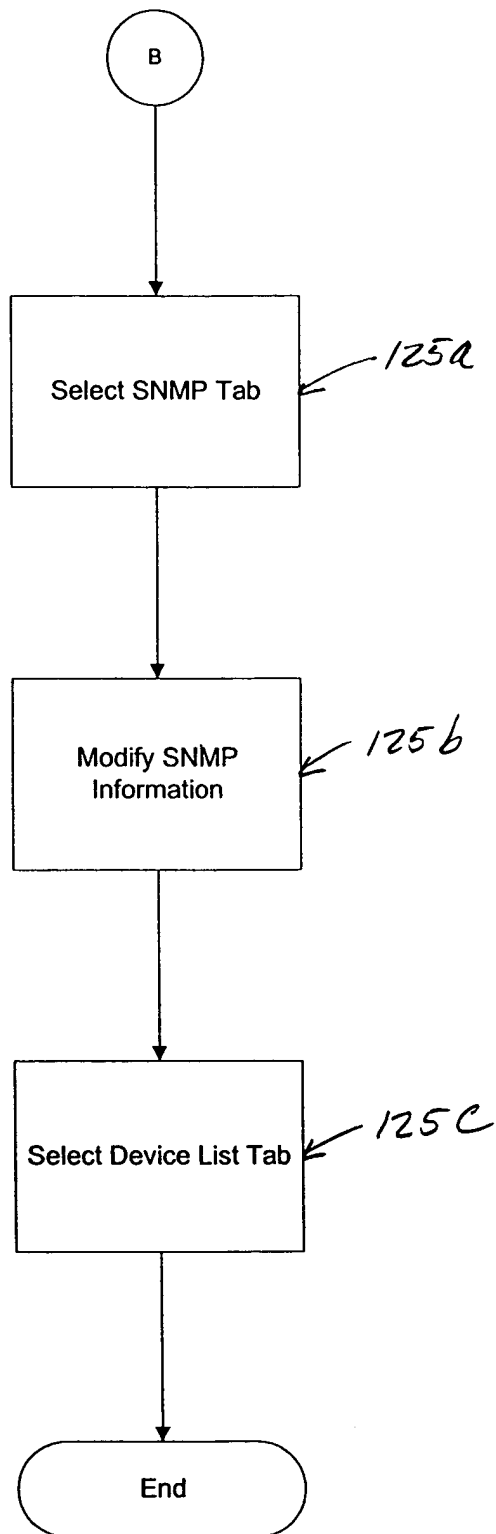 B
Select SNMP Tab
125a
Modify SNMP
Information
125b
Select Device List Tab
125c
End